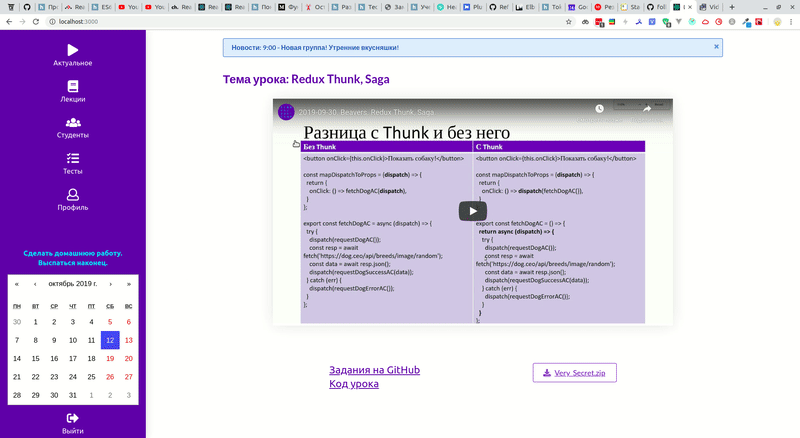 localhost:3000
Актуальное
Лекции
Студенты
Тесты
Профиль
Сделать домашнюю работу.
Выспаться наконец.
« ‹ октябрь 2019 г. › »
ПН ВТ СР ЧТ ПТ СБ ВС
30 1 2 3 4 5 6
7 8 9 10 11 12 13
14 15 16 17 18 19 20
21 22 23 24 25 26 27
28 29 30 31 1 2 3
Выйти
Новости: 9:00 - Новая группа! Утренние вкусняшки!
×
Тема урока: Redux Thunk, Saga
2019-09-30. Beavers. Redux Thunk, Saga
Разница с Thunk и без него
Без Thunk
<button onClick={this.onClick}>Показать собаку!</button>
const mapDispatchToProps = (dispatch) => {
return {
onClick: () => fetchDogAC(dispatch),
}
};
export const fetchDogAC = async (dispatch) => {
try {
dispatch(requestDogAC());
const resp = await
fetch('https://dog.ceo/api/breeds/image/random');
const data = await resp.json();
dispatch(requestDogSuccessAC(data));
} catch (err) {
dispatch(requestDogErrorAC());
}
};
С Thunk
<button onClick={this.onClick}>Показать собаку!</button>
const mapDispatchToProps = (dispatch) => {
return {
onClick: () => dispatch(fetchDogAC()),
}
};
export const fetchDogAC = () => {
return async (dispatch) => {
try {
dispatch(requestDogAC());
const resp = await
fetch('https://dog.ceo/api/breeds/image/random');
const data = await resp.json();
dispatch(requestDogSuccessAC(data));
} catch (err) {
dispatch(requestDogErrorAC());
}
}
};
Задания на GitHub
Код урока
Very_Secret.zip